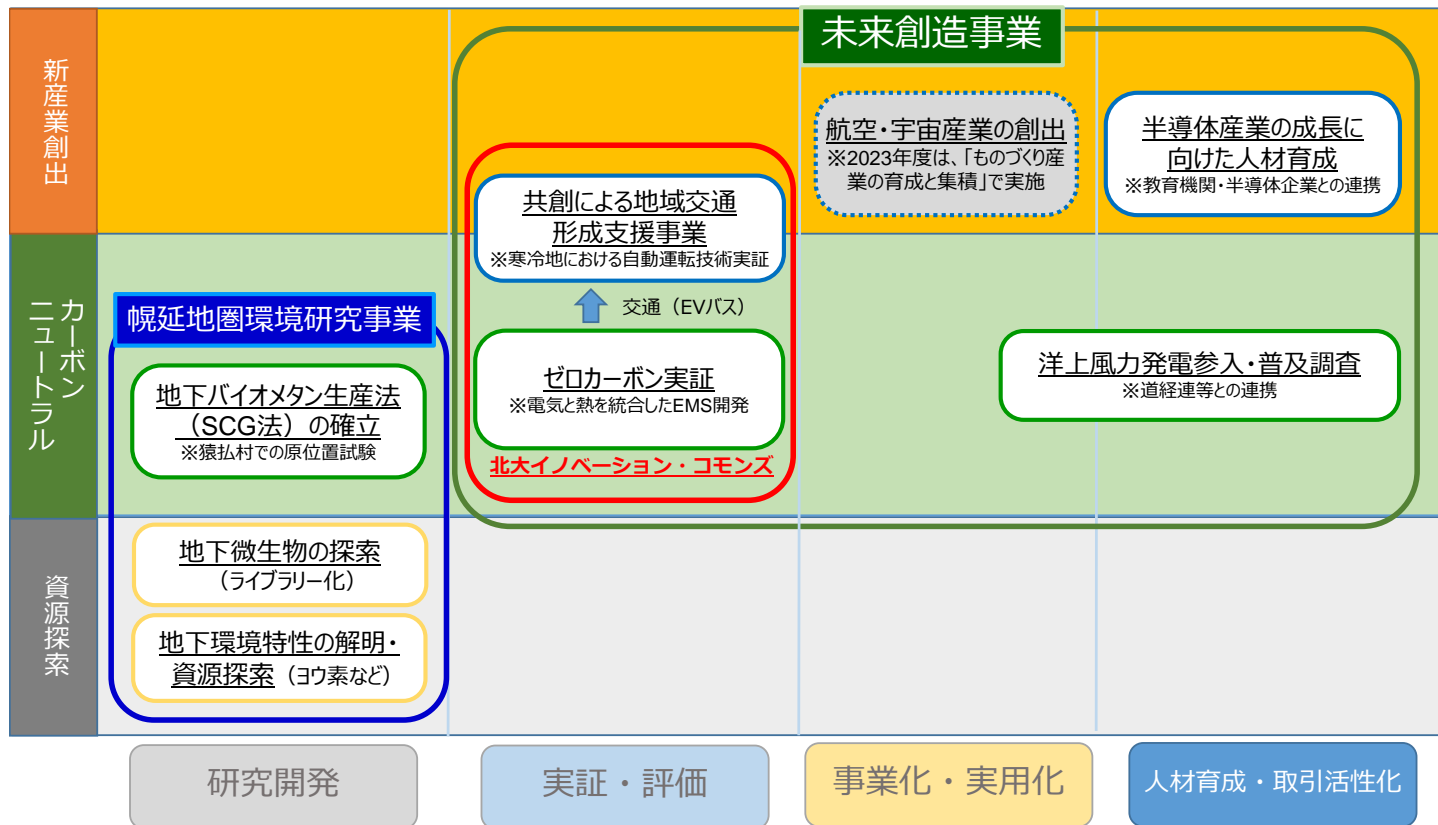 未来創造事業
新産業創出
航空・宇宙産業の創出
※2023年度は、「ものづくり産
業の育成と集積」で実施
半導体産業の成長に
向けた人材育成
※教育機関・半導体企業との連携
共創による地域交通
形成支援事業
※寒冷地における自動運転技術実証
交通（EVバス）
カーボン
ニュートラル
幌延地圏環境研究事業
地下バイオメタン生産法
（SCG法）の確立
※猿払村での原位置試験
ゼロカーボン実証
※電気と熱を統合したEMS開発
北大イノベーション・コモンズ
洋上風力発電参入・普及調査
※道経連等との連携
資源探索
地下微生物の探索
（ライブラリー化）
地下環境特性の解明・
資源探索（ヨウ素など）
研究開発
実証・評価
事業化・実用化
人材育成・取引活性化